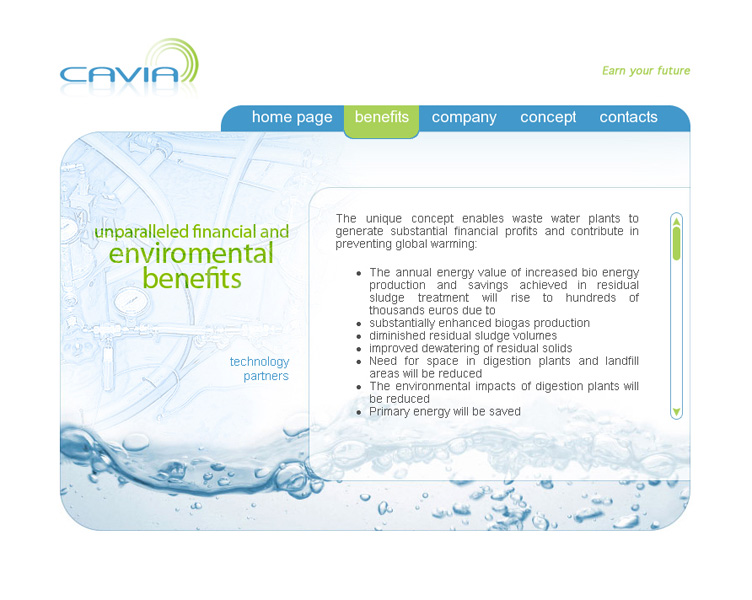 CAVIA
Earn your future
home page benefits company concept contacts
unparalleled financial and
enviromental
benefits
technology
partners
The unique concept enables waste water plants to
generate substantial financial profits and contribute in
preventing global warming:
• The annual energy value of increased bio energy
production and savings achieved in residual
sludge treatment will rise to hundreds of
thousands euros due to
• substantially enhanced biogas production
• diminished residual sludge volumes
• improved dewatering of residual solids
• Need for space in digestion plants and landfill
areas will be reduced
• The environmental impacts of digestion plants will
be reduced
• Primary energy will be saved